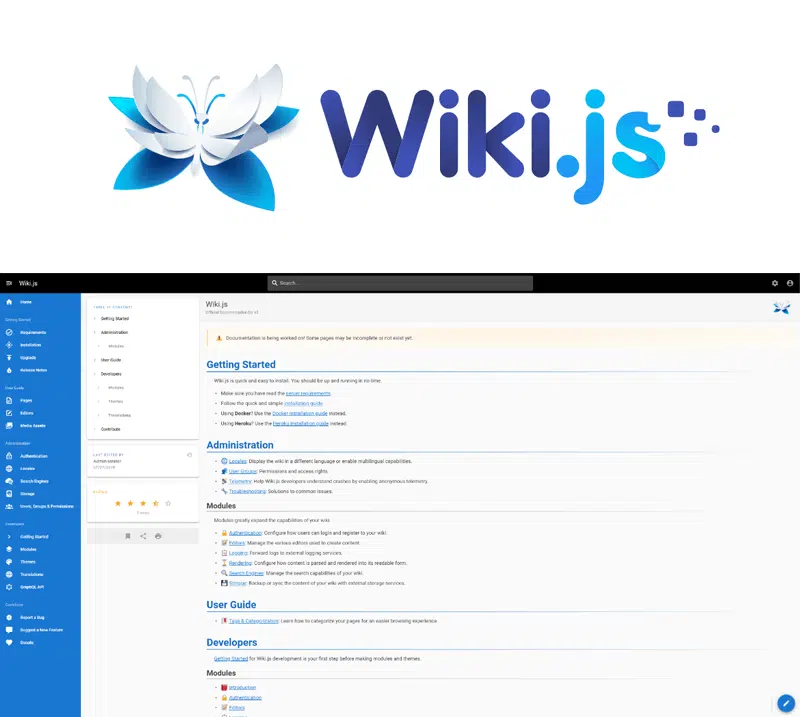 Wiki.js
Wiki.js
Search...
Home
Getting Started
Requirements
Installation
Upgrade
Release Notes
User Guide
Pages
Editors
Media Assets
Administration
Authentication
Locales
Search Engines
Storage
Users, Groups & Permissions
Developers
Getting Started
Modules
Themes
Translations
GraphQL API
Contribute
Report a Bug
Suggest a New Feature
Donate
TABLE OF CONTENTS
Getting Started
Administration
Modules
User Guide
Developers
Modules
Themes
Translations
Contribute
LAST EDITED BY
Administrator
Wiki.js
Official Documentation for v2
Documentation is being worked on! Some pages may be incomplete or not exist yet.
Getting Started
Wiki.js is quick and easy to install. You should be up and running in no time.
Make sure you have read the server requirements
Follow the quick and simple installation guide.
Using Docker? Use the Docker installation guide instead.
Using Heroku? Use the Heroku installation guide instead.
Administration
Locales: Display the wiki in a different language or enable multilingual capabilities.
User Groups: Permissions and access rights
Telemetry: Help Wiki.js developers understand crashes by enabling anonymous telemetry.
Troubleshooting: Solutions to common issues.
Modules
Modules greatly expand the capabilities of your wiki
Authentication: Configure how users can login and register to your wiki.
Editors: Manage the various editors used to create content.
Logging: Forward logs to external logging services.
Rendering: Configure how content is parsed and rendered into its readable form.
Search Engines: Manage the search capabilities of your wiki.
Storage: Backup or sync the content of your wiki with external storage services.
User Guide
Tags & Categorization: Learn how to categorize your pages for an easier browsing experience.
Developers
Getting Started for Wiki.js development is your first step before making modules and themes.
Modules
Introduction
Authentication
Editors